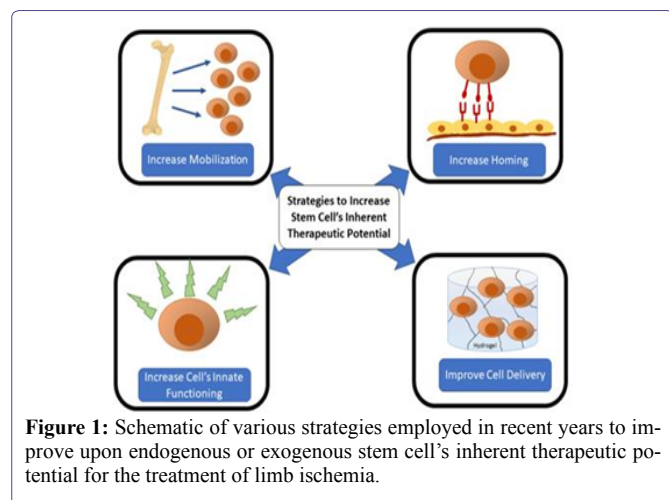 Increase Mobilization
Increase Homing
Strategies to Increase
Stem Cell's Inherent
Therapeutic Potential
Increase Cell's Innate
Functioning
Hydrogel
Improve Cell Delivery
Figure 1: Schematic of various strategies employed in recent years to im-
prove upon endogenous or exogenous stem cell's inherent therapeutic po-
tential for the treatment of limb ischemia.